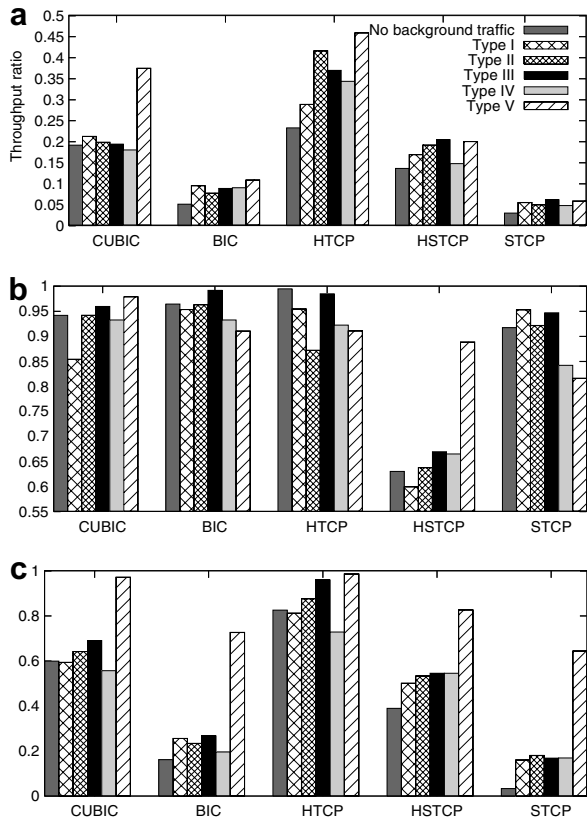 a
0.5
0.45
0.4
0.35
0.3
0.25
0.2
0.15
0.1
0.05
0
Throughput ratio
No background traffic
Type I
Type II
Type III
Type IV
Type V
CUBIC BIC HTCP HSTCP STCP
b
1
0.95
0.91
0.85
0.8
0.75
0.7
0.65
0.6
0.55
CUBIC BIC HTCP HSTCP STCP
c
1
0.8
0.6
0.4
0.2
0
CUBIC BIC HTCP HSTCP STCP